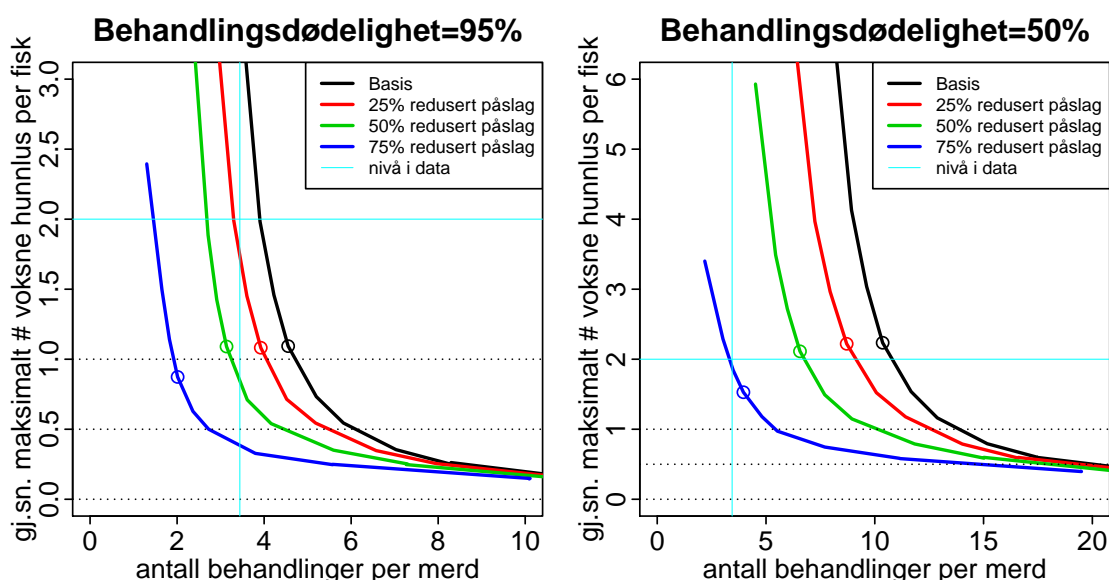 Behandlingsdødelighet=95%
gj.sn. maksimalt # voksne hunnlus per fisk
3.0
2.5
2.0
1.5
1.0
0.5
0.0
Basis
25% redusert påslag
50% redusert påslag
75% redusert påslag
nivå i data
0 2 4 6 8 10
antall behandlinger per merd
Behandlingsdødelighet=50%
gj.sn. maksimalt # voksne hunnlus per fisk
6
5
4
3
2
1
0
Basis
25% redusert påslag
50% redusert påslag
75% redusert påslag
nivå i data
0 5 10 15 20
antall behandlinger per merd